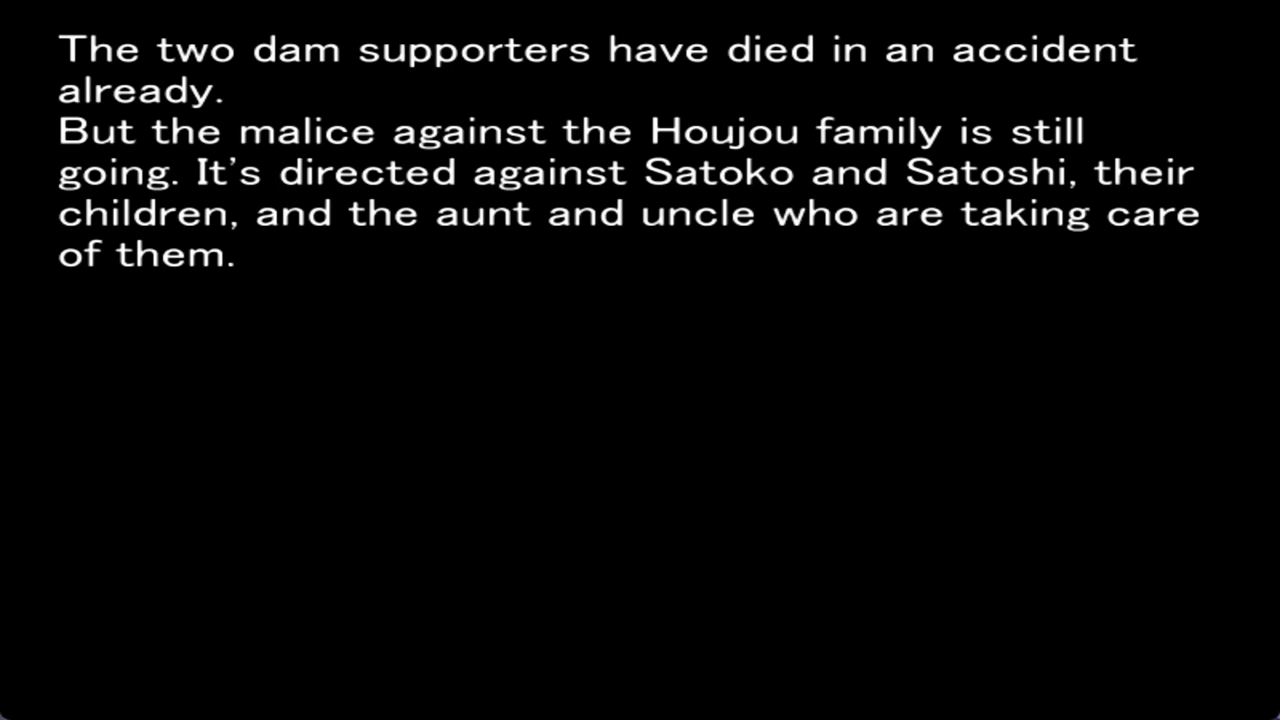 The two dam supporters have died in an accident
already.
But the malice against the Houjou family is still
going. It's directed against Satoko and Satoshi, their
children, and the aunt and uncle who are taking care
of them.